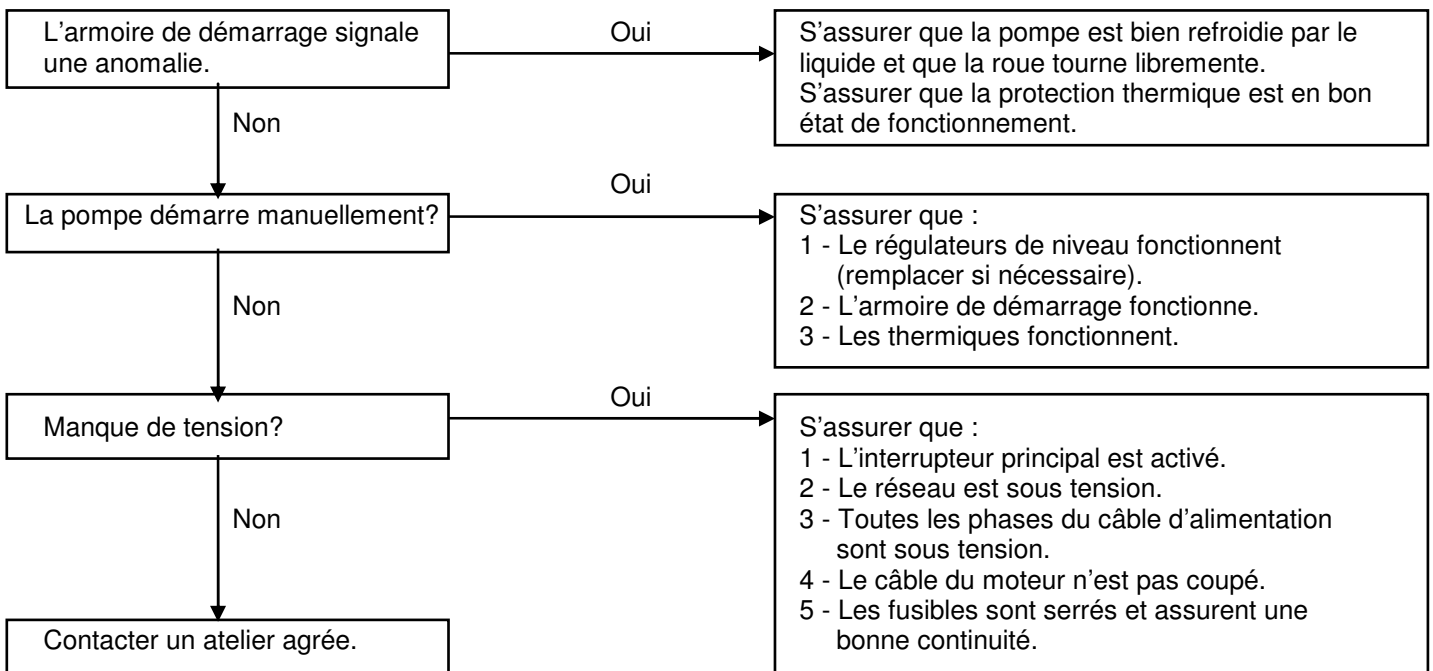 L'armoire de démarrage signale
une anomalie.
Oui
S'assurer que la pompe est bien refroidie par le
liquide et que la roue tourne librement.
S'assurer que la protection thermique est en bon
état de fonctionnement.
Non
La pompe démarre manuellement?
Oui
S'assurer que :
1 - Le régulateurs de niveau fonctionnent
(remplacer si nécessaire).
2 - L'armoire de démarrage fonctionne.
3 - Les thermiques fonctionnent.
Non
Manque de tension?
Oui
S'assurer que :
1 - L'interrupteur principal est activé.
2 - Le réseau est sous tension.
3 - Toutes les phases du câble d'alimentation
sont sous tension.
4 - Le câble du moteur n'est pas coupé.
5 - Les fusibles sont serrés et assurent une
bonne continuité.
Non
Contacter un atelier agrée.